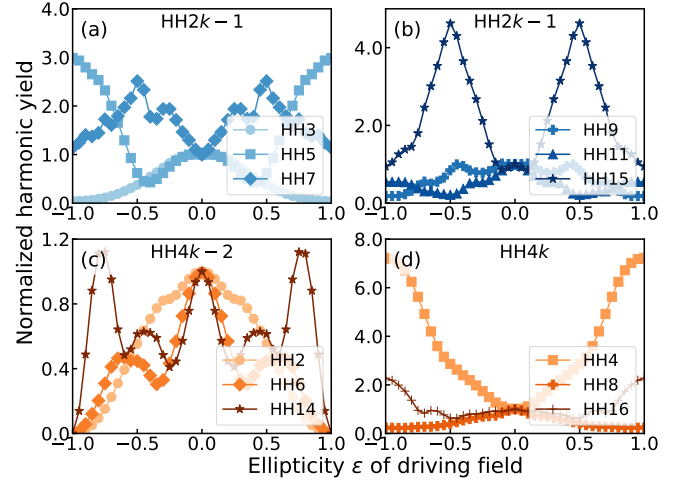 Normalized harmonic yield
(a) HH2k−1
4.0
3.0
2.0
1.0
0.0
−1.0 −0.5 0.0 0.5 1.0
HH3
HH5
HH7
(b) HH2k−1
4.0
2.0
0.0
−1.0 −0.5 0.0 0.5 1.0
HH9
HH11
HH15
(c) HH4k−2
1.2
0.8
0.4
0.0
−1.0 −0.5 0.0 0.5 1.0
HH2
HH6
HH14
(d) HH4k
8.0
6.0
4.0
2.0
0.0
−1.0 −0.5 0.0 0.5 1.0
HH4
HH8
HH16
Ellipticity ε of driving field